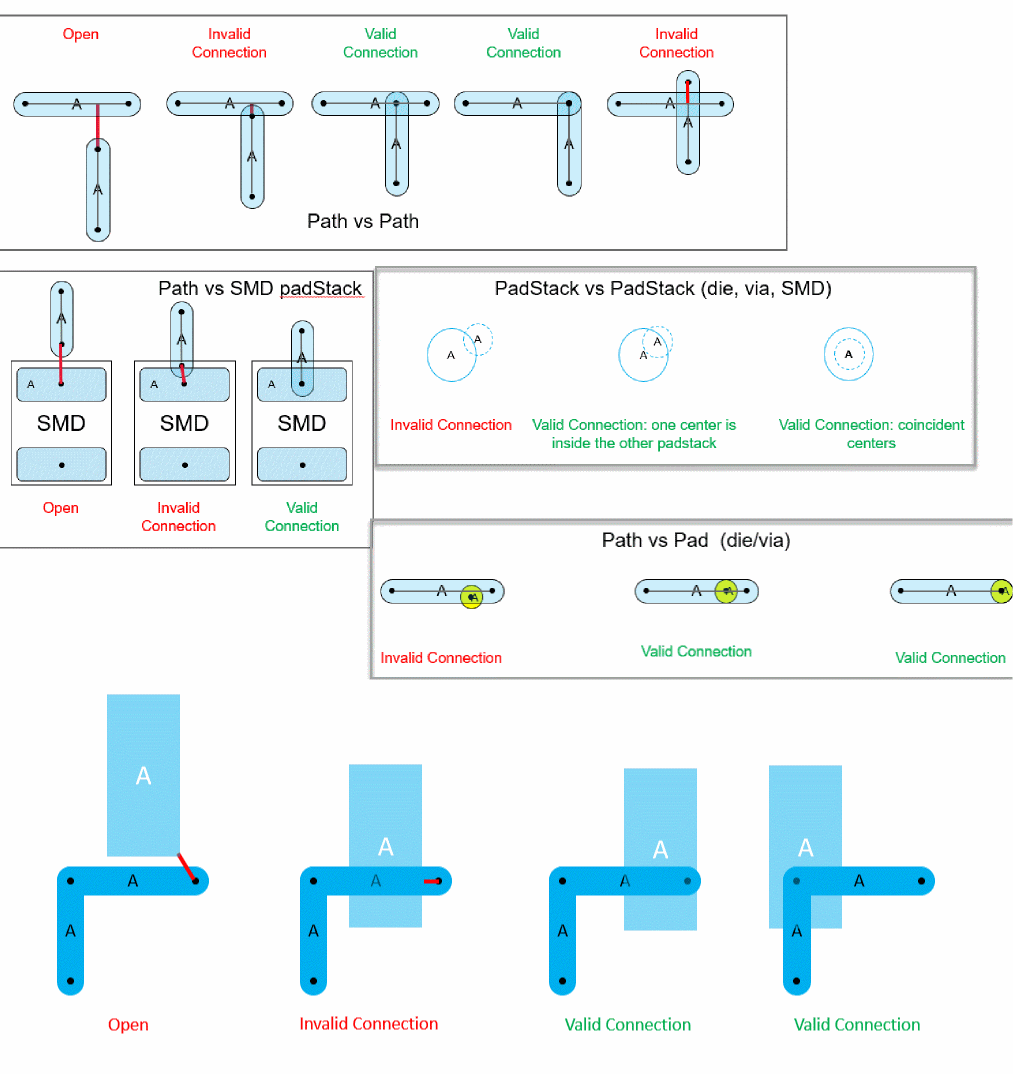 Open
Invalid
Connection
Valid
Connection
Valid
Connection
Invalid
Connection
A
A
A
A
A
A
A
A
A
A
Path vs Path
Path vs SMD padStack
A
A
A
A
A
A
SMD
SMD
SMD
Open
Invalid
Connection
Valid
Connection
PadStack vs PadStack (die, via, SMD)
A
A
A
A
A
Invalid Connection
Valid Connection: one center is
inside the other padstack
Valid Connection: coincident
centers
Path vs Pad (die/via)
A
A
A
A
A
A
Invalid Connection
Valid Connection
Valid Connection
A
A
A
A
A
A
A
A
A
A
A
A
Open
Invalid Connection
Valid Connection
Valid Connection